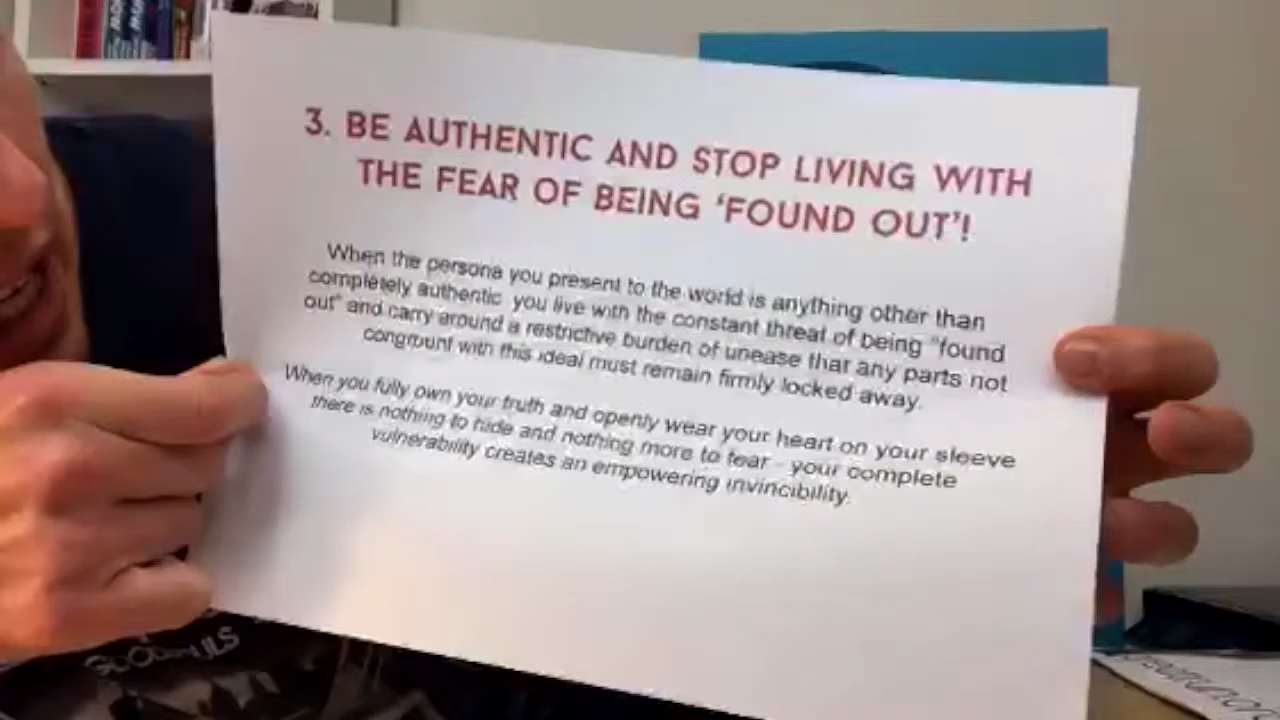 3. BE AUTHENTIC AND STOP LIVING WITH
THE FEAR OF BEING ‘FOUND OUT’!
When the persona you present to the world is anything other than
completely authentic you live with the constant threat of being "found
out" and carry around a restrictive burden of unease that any parts not
congruent with this ideal must remain firmly locked away.
When you fully own your truth and openly wear your heart on your sleeve
there is nothing to hide and nothing more to fear - your complete
vulnerability creates an empowering invincibility.